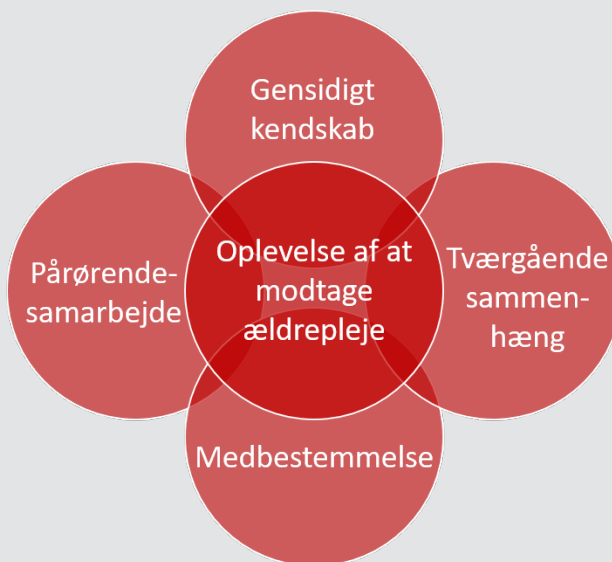 Gensidigt
kendskab
Pårørende-
samarbejde
Oplevelse af at
modtage
ældrepleje
Tværgående
sammen-
hæng
Medbestemmelse